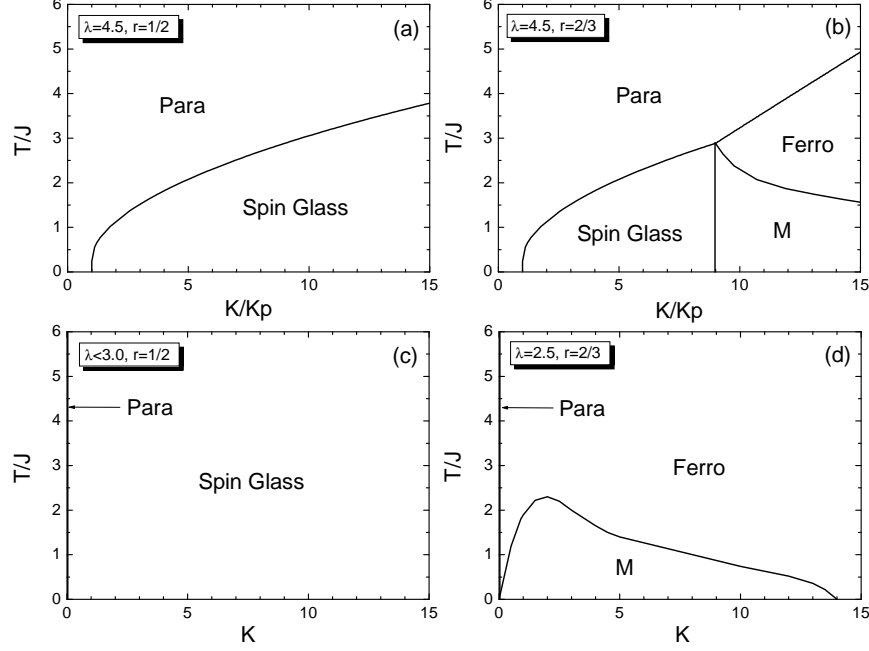 λ=4.5, r=1/2
(a)
Para
Spin Glass
T/J
0
1
2
3
4
5
6
0
5
10
15
K/Kp
λ=4.5, r=2/3
(b)
Para
Ferro
Spin Glass
M
T/J
0
1
2
3
4
5
6
0
5
10
15
K/Kp
λ<3.0, r=1/2
(c)
Para
Spin Glass
T/J
0
1
2
3
4
5
6
0
5
10
15
K
λ=2.5, r=2/3
(d)
Para
Ferro
M
T/J
0
1
2
3
4
5
6
0
5
10
15
K